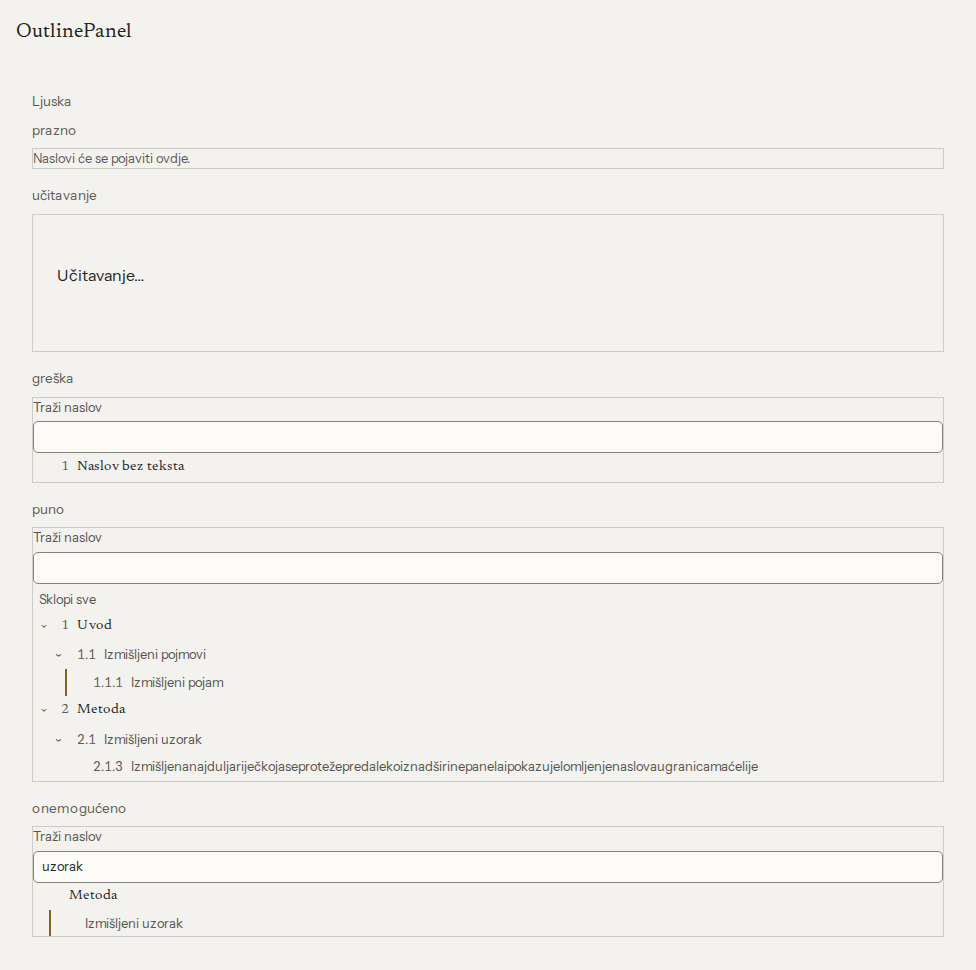 OutlinePanel
Ljuska
prazno
Naslovi će se pojaviti ovdje.
učitavanje
Učitavanje…
greška
Traži naslov
1 Naslov bez teksta
puno
Traži naslov
Sklopi sve
1 Uvod
1.1 Izmišljeni pojmovi
1.1.1 Izmišljeni pojam
2 Metoda
2.1 Izmišljeni uzorak
2.1.3 Izmišljenanajduljariječkojaseprotežepredalekoiznadširinepanelaipokazujelomljenjenaslovaugranicamaćelije
onemogućeno
Traži naslov
uzorak
Metoda
Izmišljeni uzorak